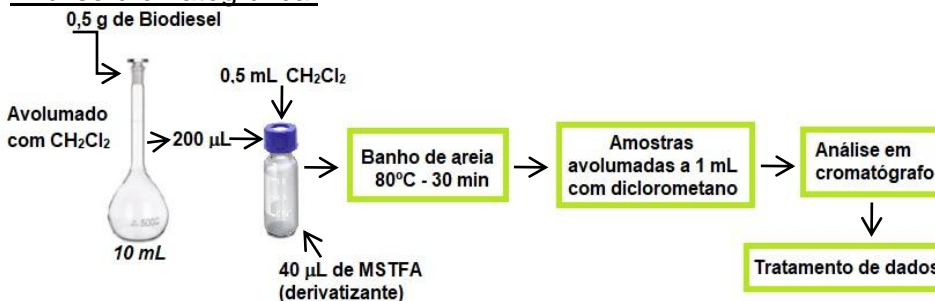 0,5 g de Biodiesel
Avolumado
com CH₂Cl₂
200 µL
10 mL
0,5 mL CH₂Cl₂
40 µL de MSTFA
(derivatizante)
Banho de areia
80ºC - 30 min
Amostras
avolumadas a 1 mL
com diclorometano
Análise em
cromatógrafo
Tratamento de dados